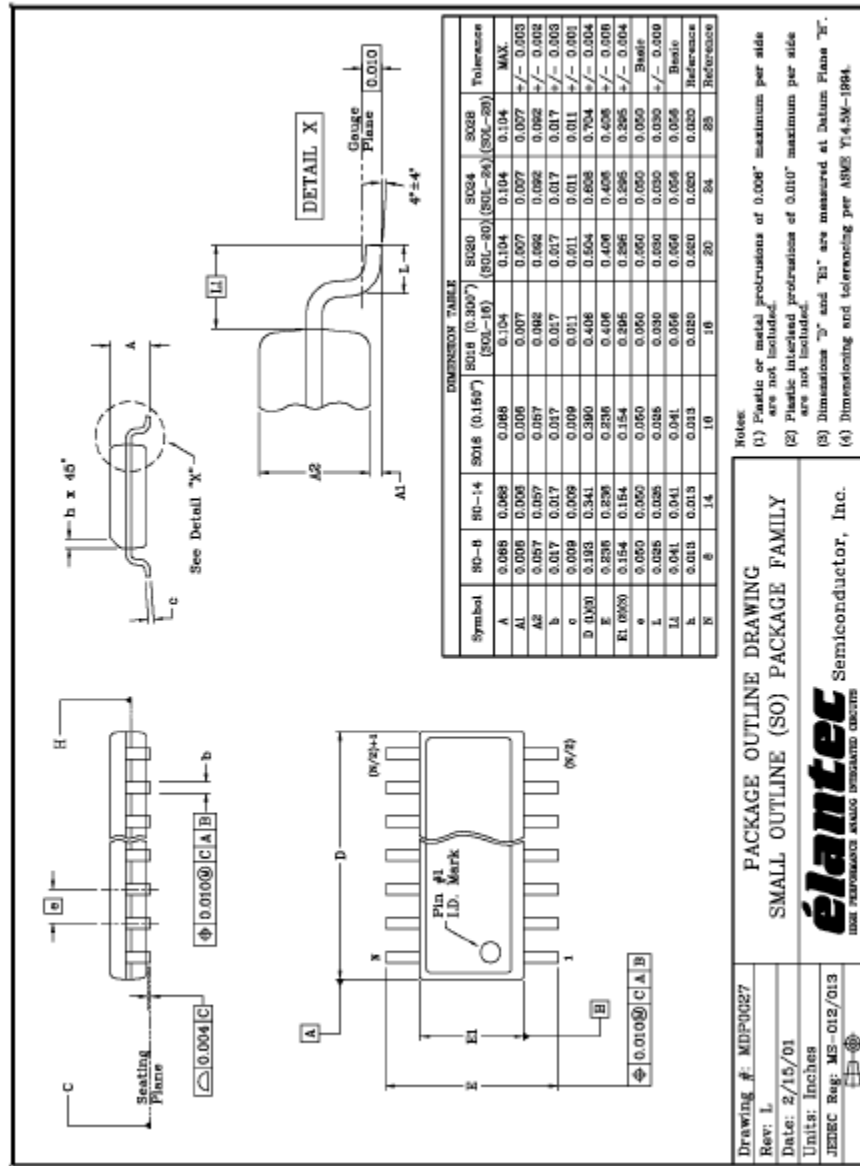 C
Seating
Plane
0.004 C
e
0.010 Ⓜ C A B
b
H
h x 45°
A
c
See Detail "X"
L1
A2
A1
DETAIL X
Gauge
Plane
0.010
L
4°±4°
A
D
N
(N/2)+1
Pin #1
I.D. Mark
E
E1
1
(N/2)
B
0.010 Ⓜ C A B
DIMENSION TABLE
Symbol SO-8 SO-14 SO16 (0.150") SO16 (0.300") (SOL-16) SO20 (SOL-20) SO24 (SOL-24) SO28 (SOL-28) Tolerance
A 0.068 0.068 0.068 0.104 0.104 0.104 0.104 MAX.
A1 0.006 0.006 0.006 0.007 0.007 0.007 0.007 +/- 0.003
A2 0.057 0.057 0.057 0.092 0.092 0.092 0.092 +/- 0.002
b 0.017 0.017 0.017 0.017 0.017 0.017 0.017 +/- 0.003
c 0.009 0.009 0.009 0.011 0.011 0.011 0.011 +/- 0.001
D (1)(3) 0.193 0.341 0.390 0.406 0.504 0.606 0.704 +/- 0.004
E 0.236 0.236 0.236 0.406 0.406 0.406 0.406 +/- 0.008
E1 (2)(3) 0.154 0.154 0.154 0.295 0.295 0.295 0.295 +/- 0.004
e 0.050 0.050 0.050 0.050 0.050 0.050 0.050 Basic
L 0.025 0.025 0.025 0.030 0.030 0.030 0.030 +/- 0.009
L1 0.041 0.041 0.041 0.056 0.056 0.056 0.056 Basic
h 0.013 0.013 0.013 0.020 0.020 0.020 0.020 Reference
N 8 14 16 16 20 24 28 Reference
Notes:
(1) Plastic or metal protrusions of 0.006" maximum per side
are not included.
(2) Plastic interlead protrusions of 0.010" maximum per side
are not included.
(3) Dimensions "D" and "E1" are measured at Datum Plane "H".
(4) Dimensioning and tolerancing per ASME Y14.5M-1994.
Drawing #: MDP0027
Rev: L
Date: 2/15/01
Units: Inches
JEDEC Reg: MS-012/013
PACKAGE OUTLINE DRAWING
SMALL OUTLINE (SO) PACKAGE FAMILY
élantec Semiconductor, Inc.
HIGH PERFORMANCE ANALOG INTEGRATED CIRCUITS